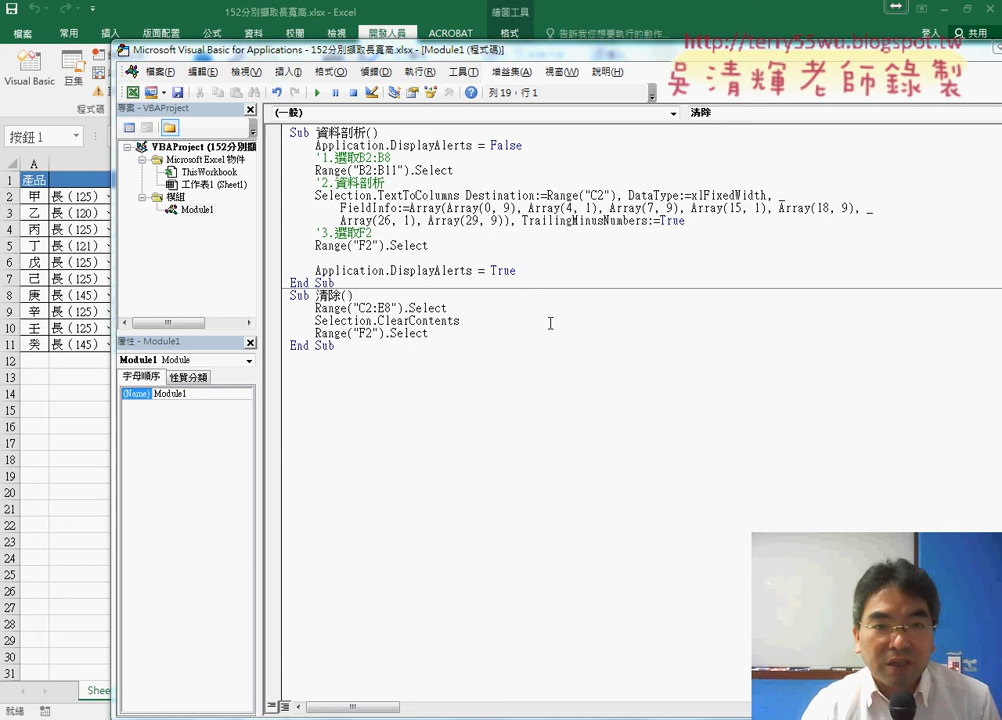 152分別擷取長寬高.xlsx - Excel
繪圖工具
檔案 常用 插入 版面配置 公式 資料 校閱 檢視 開發人員 ACROBAT 格式 告訴我您想要執行的動作... 登入 共用
http://terry55wu.blogspot.tw
吳清輝老師錄製
Microsoft Visual Basic for Applications - 152分別擷取長寬高.xlsx - [Module1 (程式碼)]
檔案(F) 編輯(E) 檢視(V) 插入(I) 格式(O) 偵錯(D) 執行(R) 工具(T) 增益集(A) 視窗(W) 說明(H)
列 19，行 1
Visual Basic
巨集
程式碼
按鈕 1
專案 - VBAProject
VBAProject (152分別擷
Microsoft Excel 物件
ThisWorkbook
工作表1 (Sheet1)
模組
Module1
屬性 - Module1
Module1 Module
字母順序 性質分類
(Name) Module1
(一般) 清除
Sub 資料剖析()
Application.DisplayAlerts = False
'1.選取B2:B8
Range("B2:B11").Select
'2.資料剖析
Selection.TextToColumns Destination:=Range("C2"), DataType:=xlFixedWidth, _
FieldInfo:=Array(Array(0, 9), Array(4, 1), Array(7, 9), Array(15, 1), Array(18, 9), _
Array(26, 1), Array(29, 9)), TrailingMinusNumbers:=True
'3.選取F2
Range("F2").Select
Application.DisplayAlerts = True
End Sub
Sub 清除()
Range("C2:E8").Select
Selection.ClearContents
Range("F2").Select
End Sub
A
1 產品
2 甲 長（125）、
3 乙 長（120）、
4 丙 長（125）、
5 丁 長（121）、
6 戊 長（125）、
7 己 長（125）、
8 庚 長（145）、
9 辛 長（125）、
10 壬 長（125）、
11 癸 長（145）、
12
13
14
15
16
17
18
19
20
21
22
23
24
25
26
27
28
29
30
31
Shee
就緒